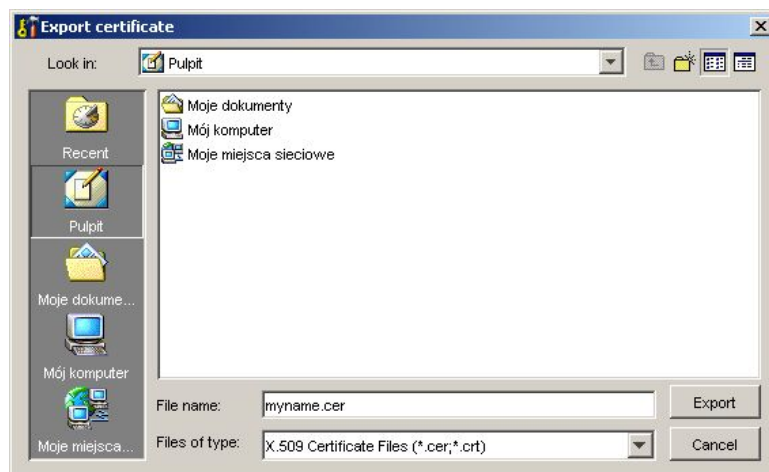 Export certificate
Look in:
Pulpit
Moje dokumenty
Mój komputer
Moje miejsca sieciowe
Recent
Pulpit
Moje dokume...
Mój komputer
Moje miejsca...
File name:
myname.cer
Export
Files of type:
X.509 Certificate Files (*.cer;*.crt)
Cancel